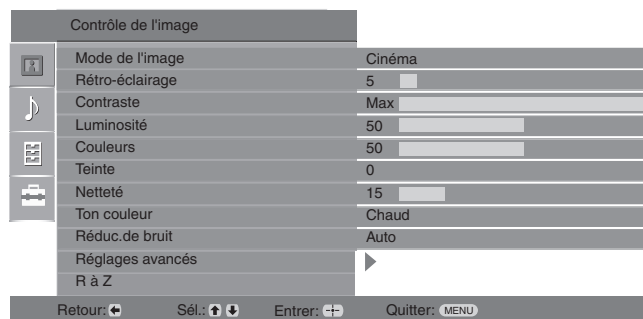 Contrôle de l'image
Mode de l'image Cinéma
Rétro-éclairage 5
Contraste Max
Luminosité 50
Couleurs 50
Teinte 0
Netteté 15
Ton couleur Chaud
Réduc.de bruit Auto
Réglages avancés
R à Z
Retour: Sél.: Entrer: Quitter: MENU